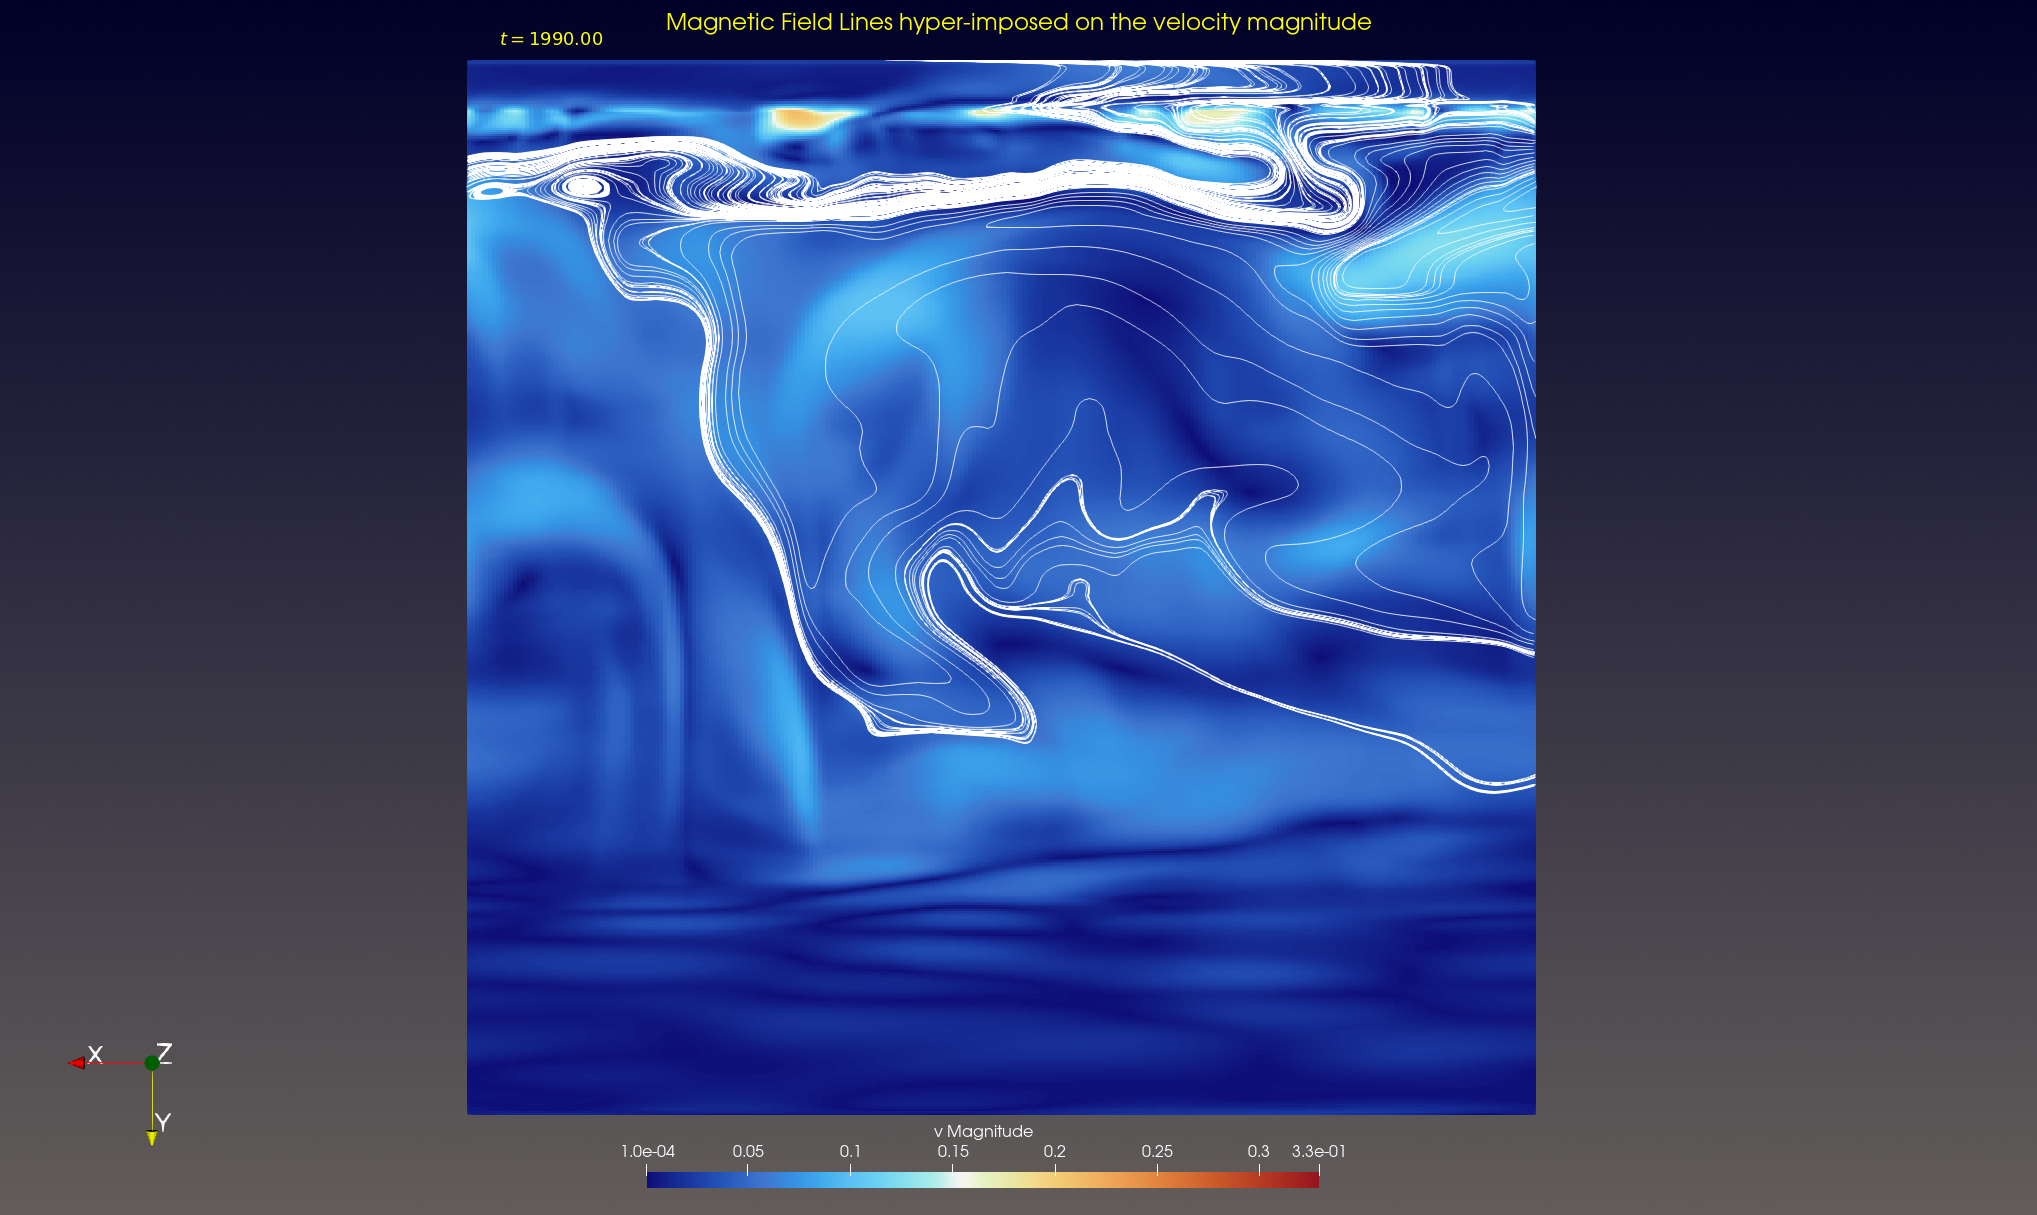 Magnetic Field Lines hyper-imposed on the velocity magnitude
t = 1990.00
X
Z
Y
v Magnitude
1.0e-04 0.05 0.1 0.15 0.2 0.25 0.3 3.3e-01